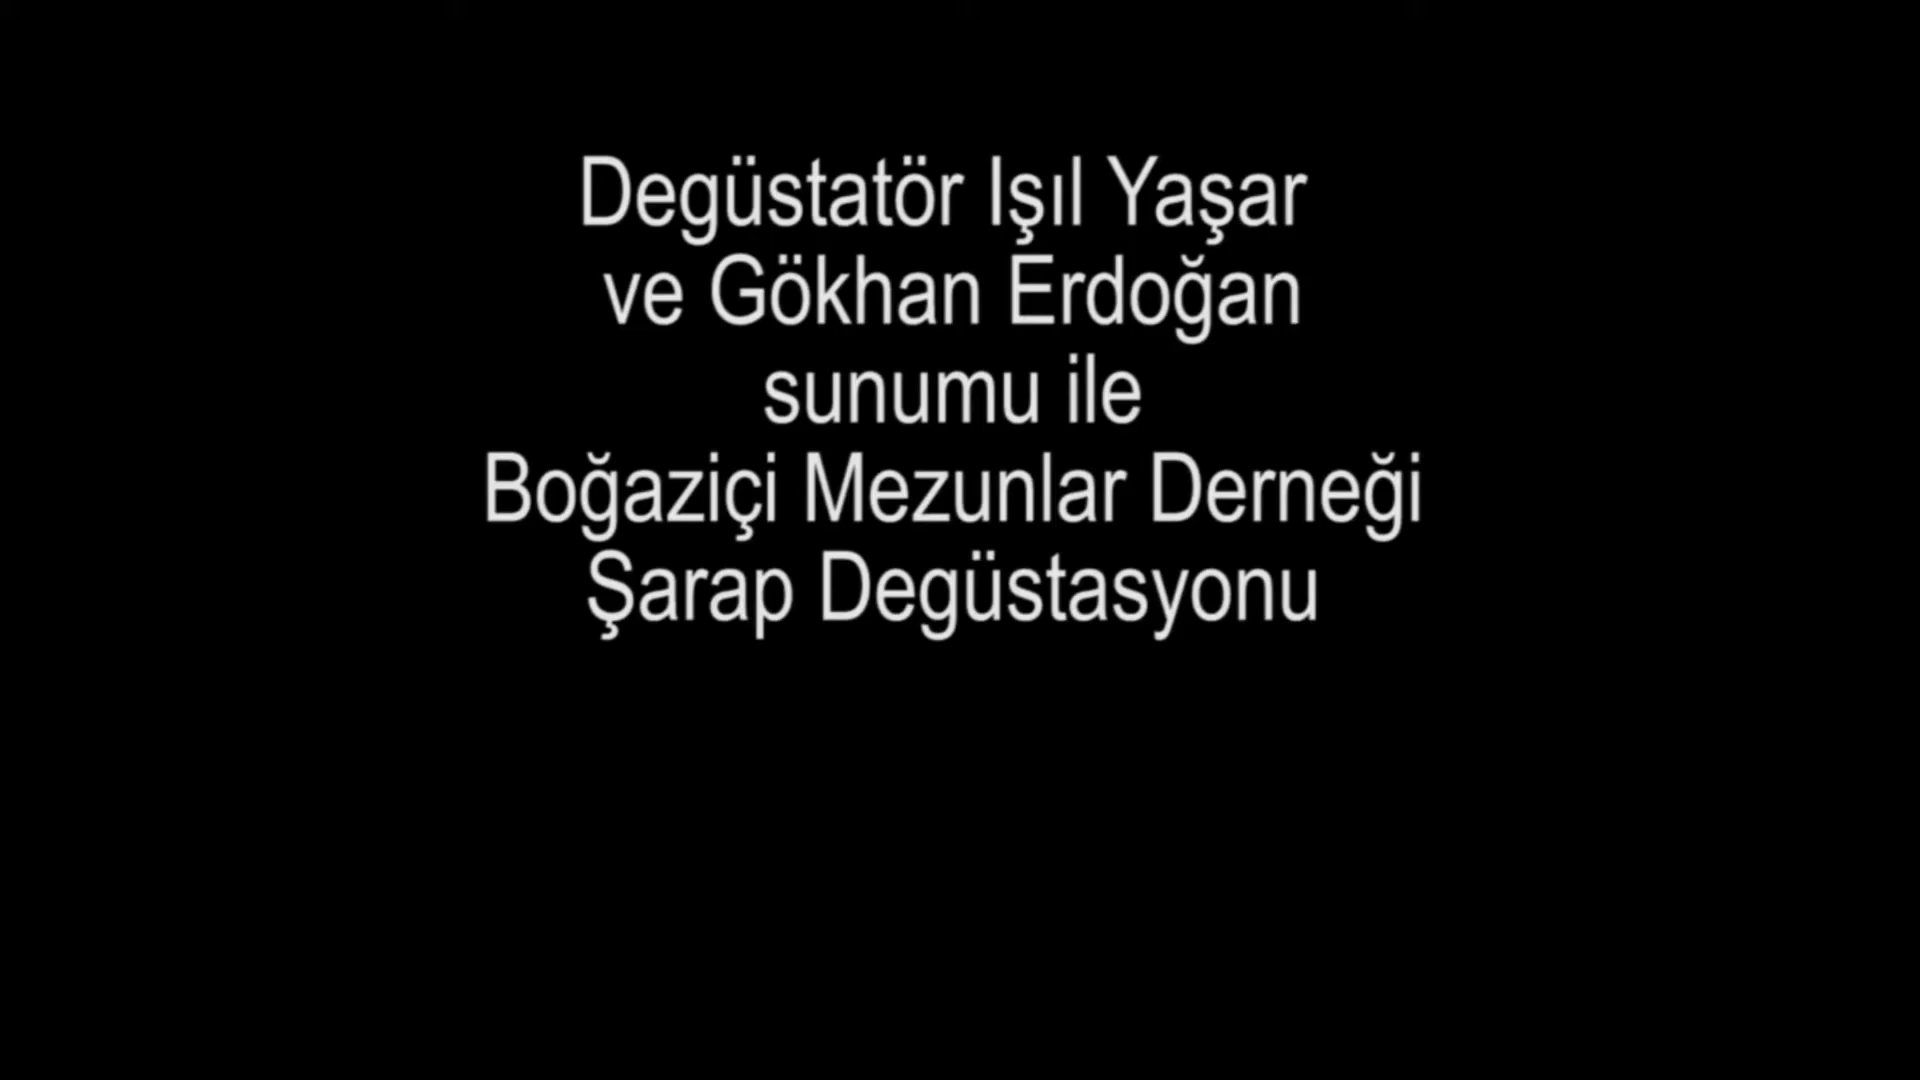 Degüstatör Işıl Yaşar
ve Gökhan Erdoğan
sunumu ile
Boğaziçi Mezunlar Derneği
Şarap Degüstasyonu